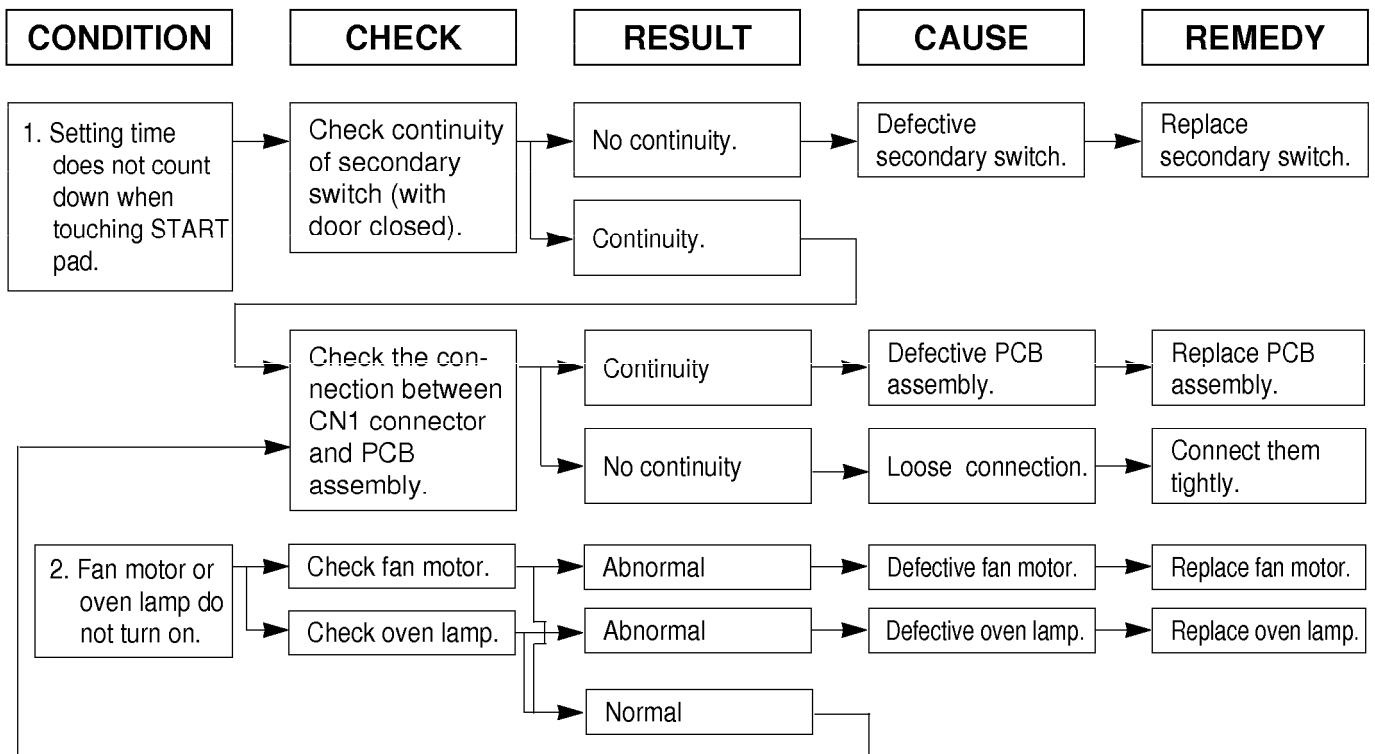 CONDITION
CHECK
RESULT
CAUSE
REMEDY
1. Setting time
does not count
down when
touching START
pad.
Check continuity
of secondary
switch (with
door closed).
No continuity.
Defective
secondary switch.
Replace
secondary switch.
Continuity.
Check the con-
nection between
CN1 connector
and PCB
assembly.
Continuity
Defective PCB
assembly.
Replace PCB
assembly.
No continuity
Loose connection.
Connect them
tightly.
2. Fan motor or
oven lamp do
not turn on.
Check fan motor.
Abnormal
Defective fan motor.
Replace fan motor.
Check oven lamp.
Abnormal
Defective oven lamp.
Replace oven lamp.
Normal